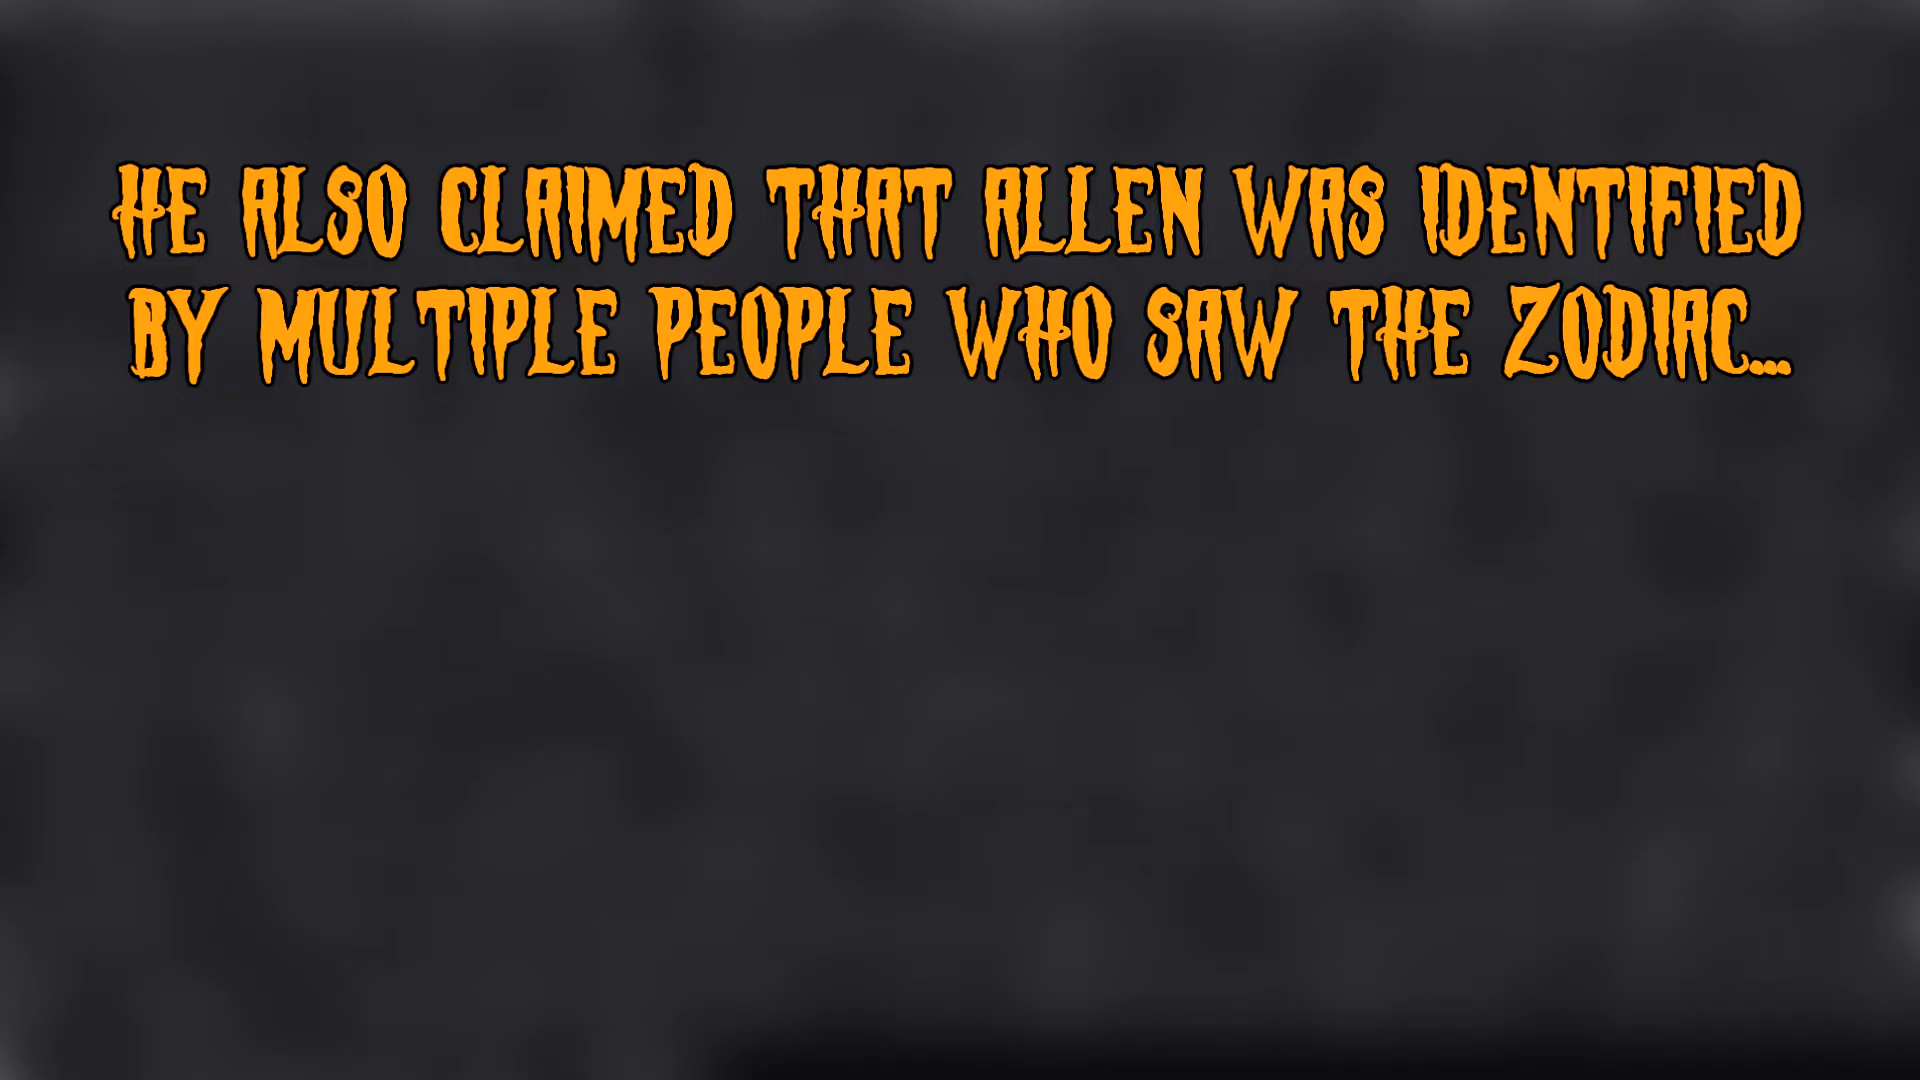 HE ALSO CLAIMED THAT ALLEN WAS IDENTIFIED
BY MULTIPLE PEOPLE WHO SAW THE ZODIAC...